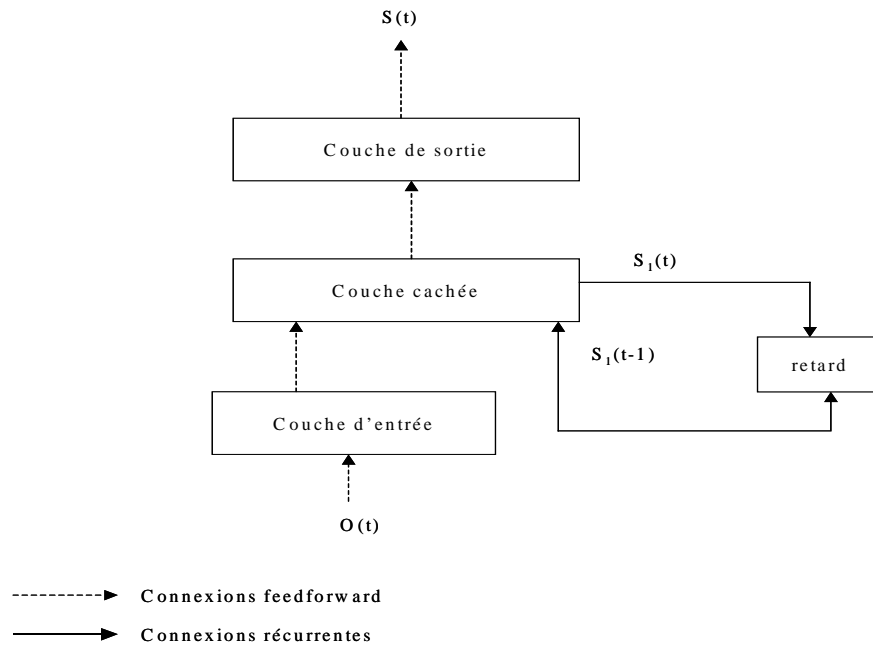 S(t)
Couche de sortie
Couche cachée
S₁(t)
S₁(t-1)
retard
Couche d'entrée
O(t)
Connexions feedforward
Connexions récurrentes